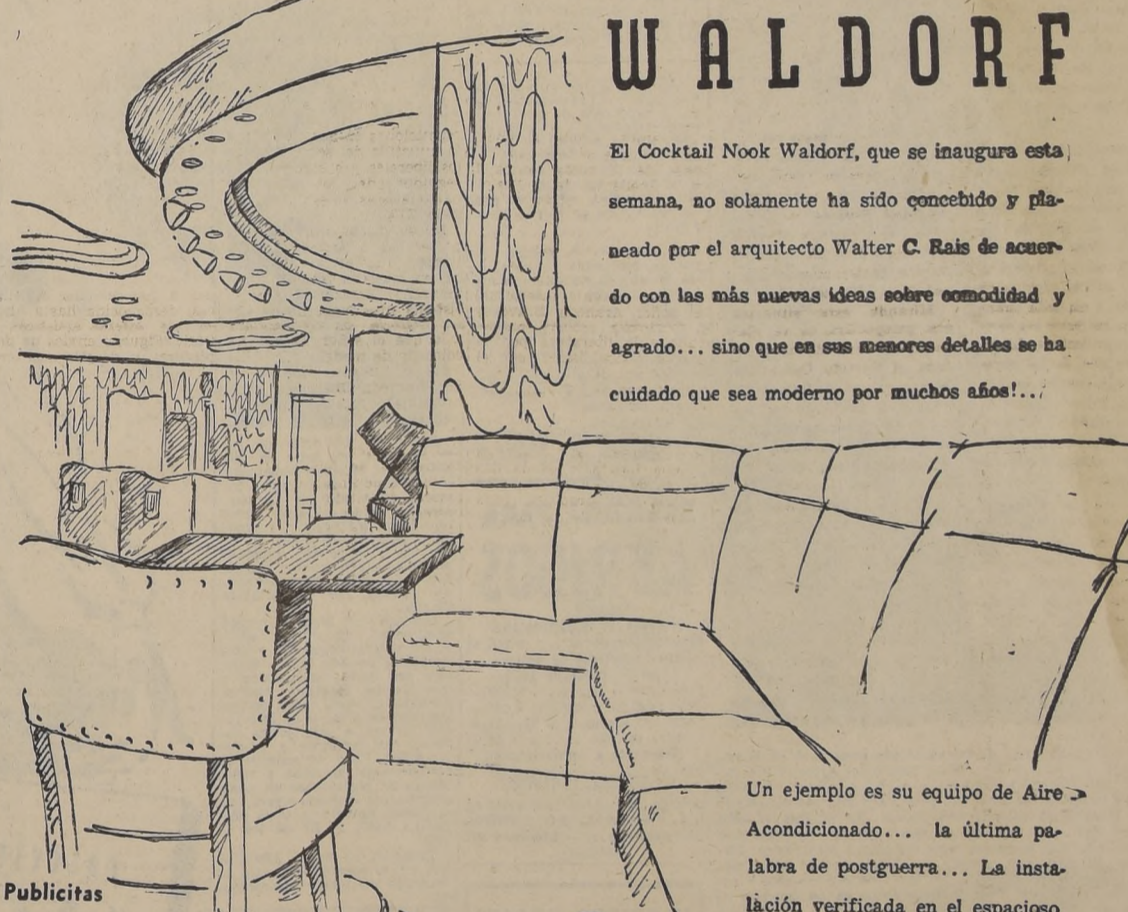 WALDORF
El Cocktail Nook Waldorf, que se inaugura esta
semana, no solamente ha sido concebido y pla-
neado por el arquitecto Walter C. Rais de acuer-
do con las más nuevas ideas sobre comodidad y
agrado... sino que en sus menores detalles se ha
cuidado que sea moderno por muchos años!...
Un ejemplo es su equipo de Aire
Acondicionado... la última pa-
labra de postguerra... La insta-
lación verificada en el espacioso
Publicitas